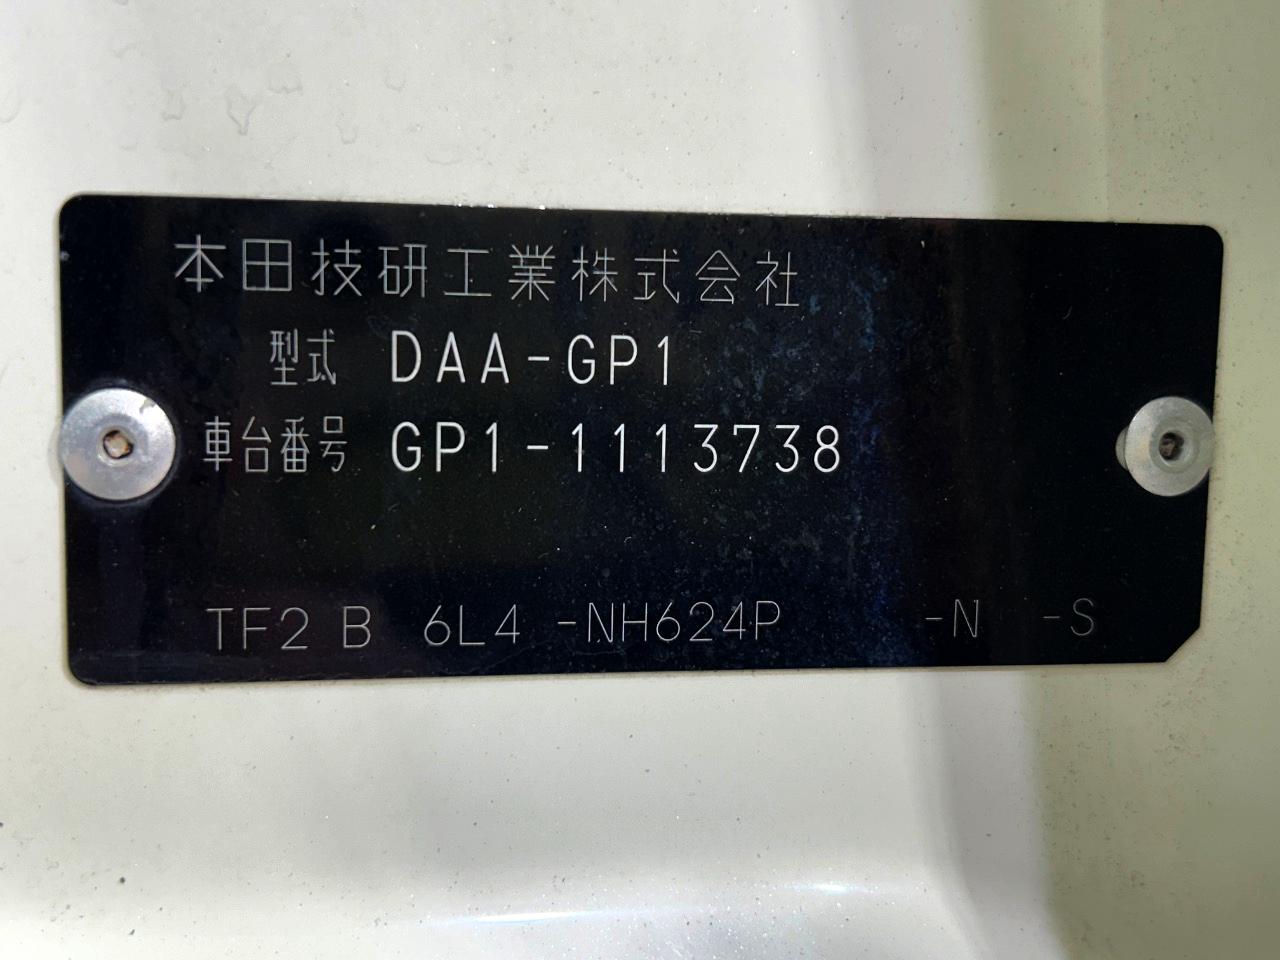 本田技研工業株式会社
型式 DAA-GP1
車台番号 GP1-1113738
TF2 B 6L4 -NH624P -N -S